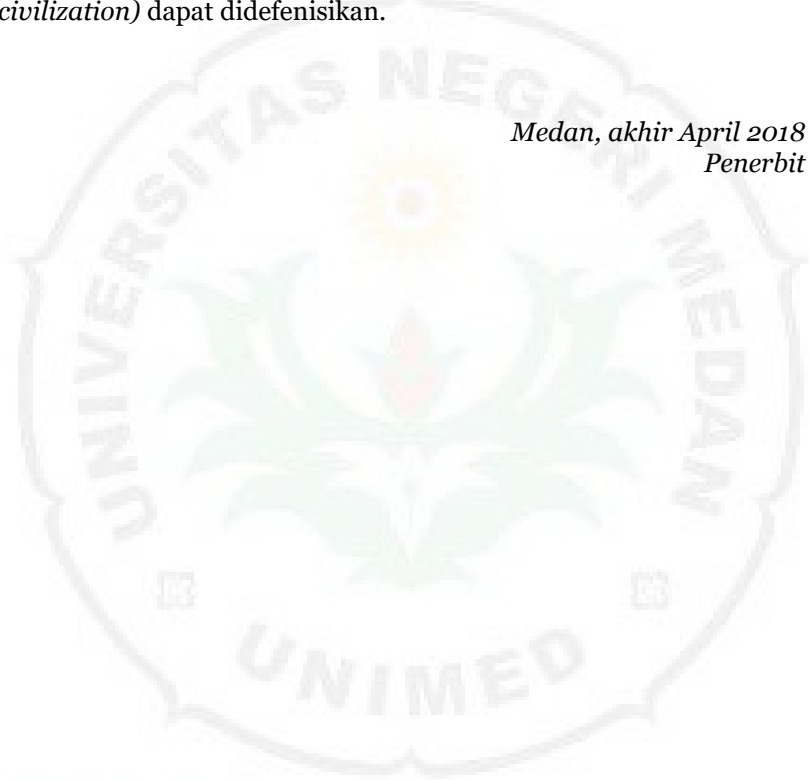 civilization) dapat didefenisikan.
Medan, akhir April 2018
Penerbit
UNIVERSITAS NEGERI MEDAN
UNIMED